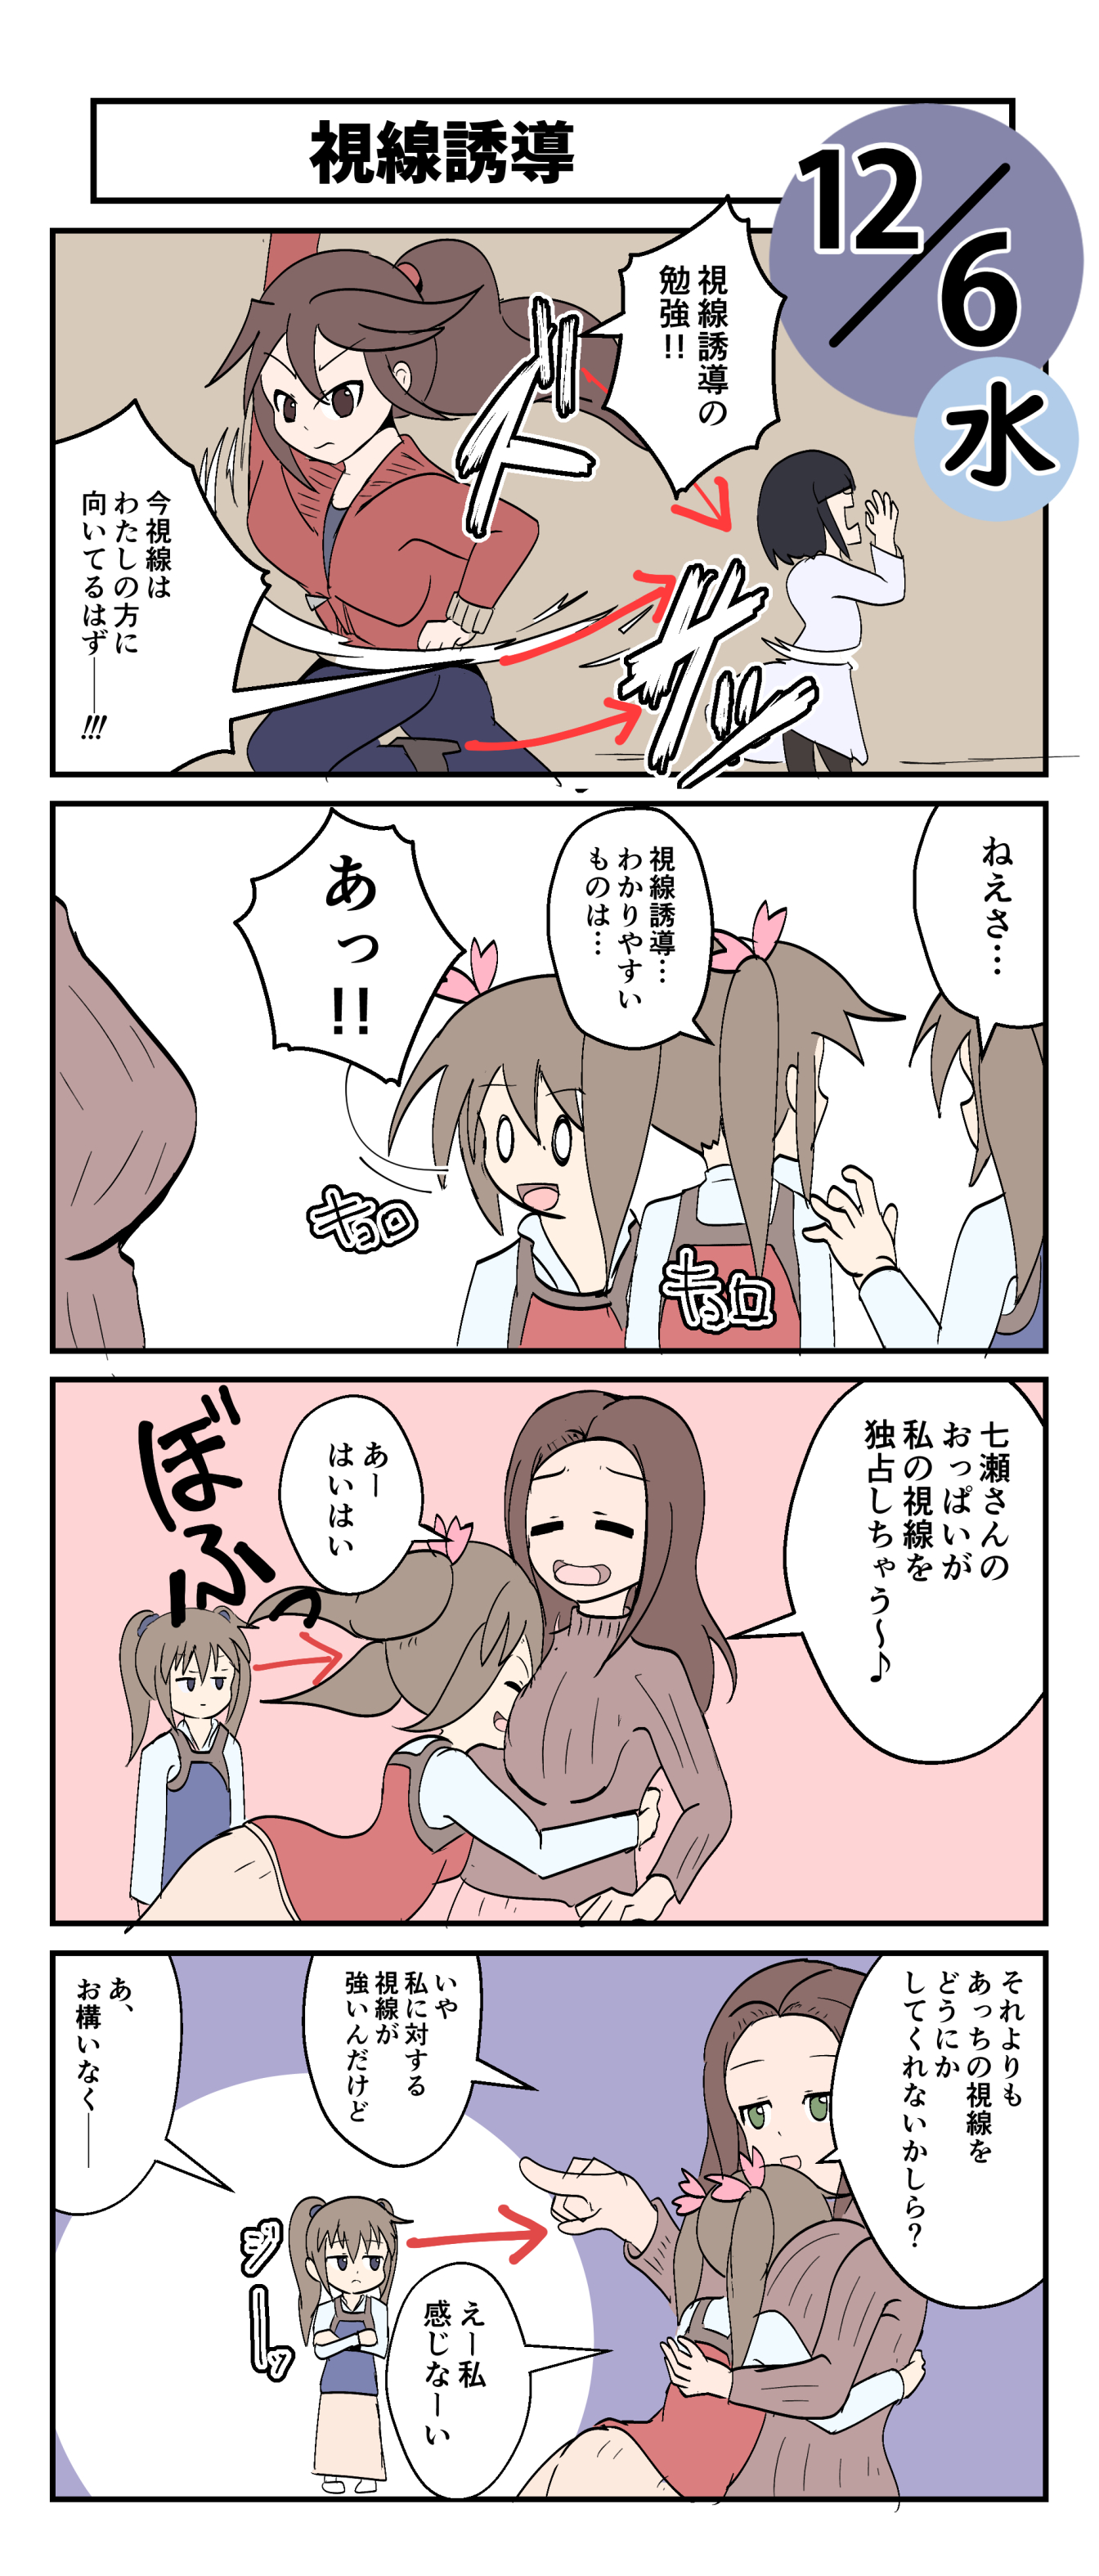 視線誘導
12/6
水
視線誘導の
勉強!!
ドドドッ
ザザッ
今視線は
わたしの方に
向いてるはず――!!!
ねえさ…
視線誘導…
わかりやすい
ものは…
あっ!!
キョロ
キョロ
七瀬さんの
おっぱいが
私の視線を
独占しちゃう～♪
あー
はいはい
ぼふっ
それよりも
あっちの視線を
どうにか
してくれないかしら？
いや
私に対する
視線が
強いんだけど
えー私
感じなーい
ジーッ
あ、
お構いなく――